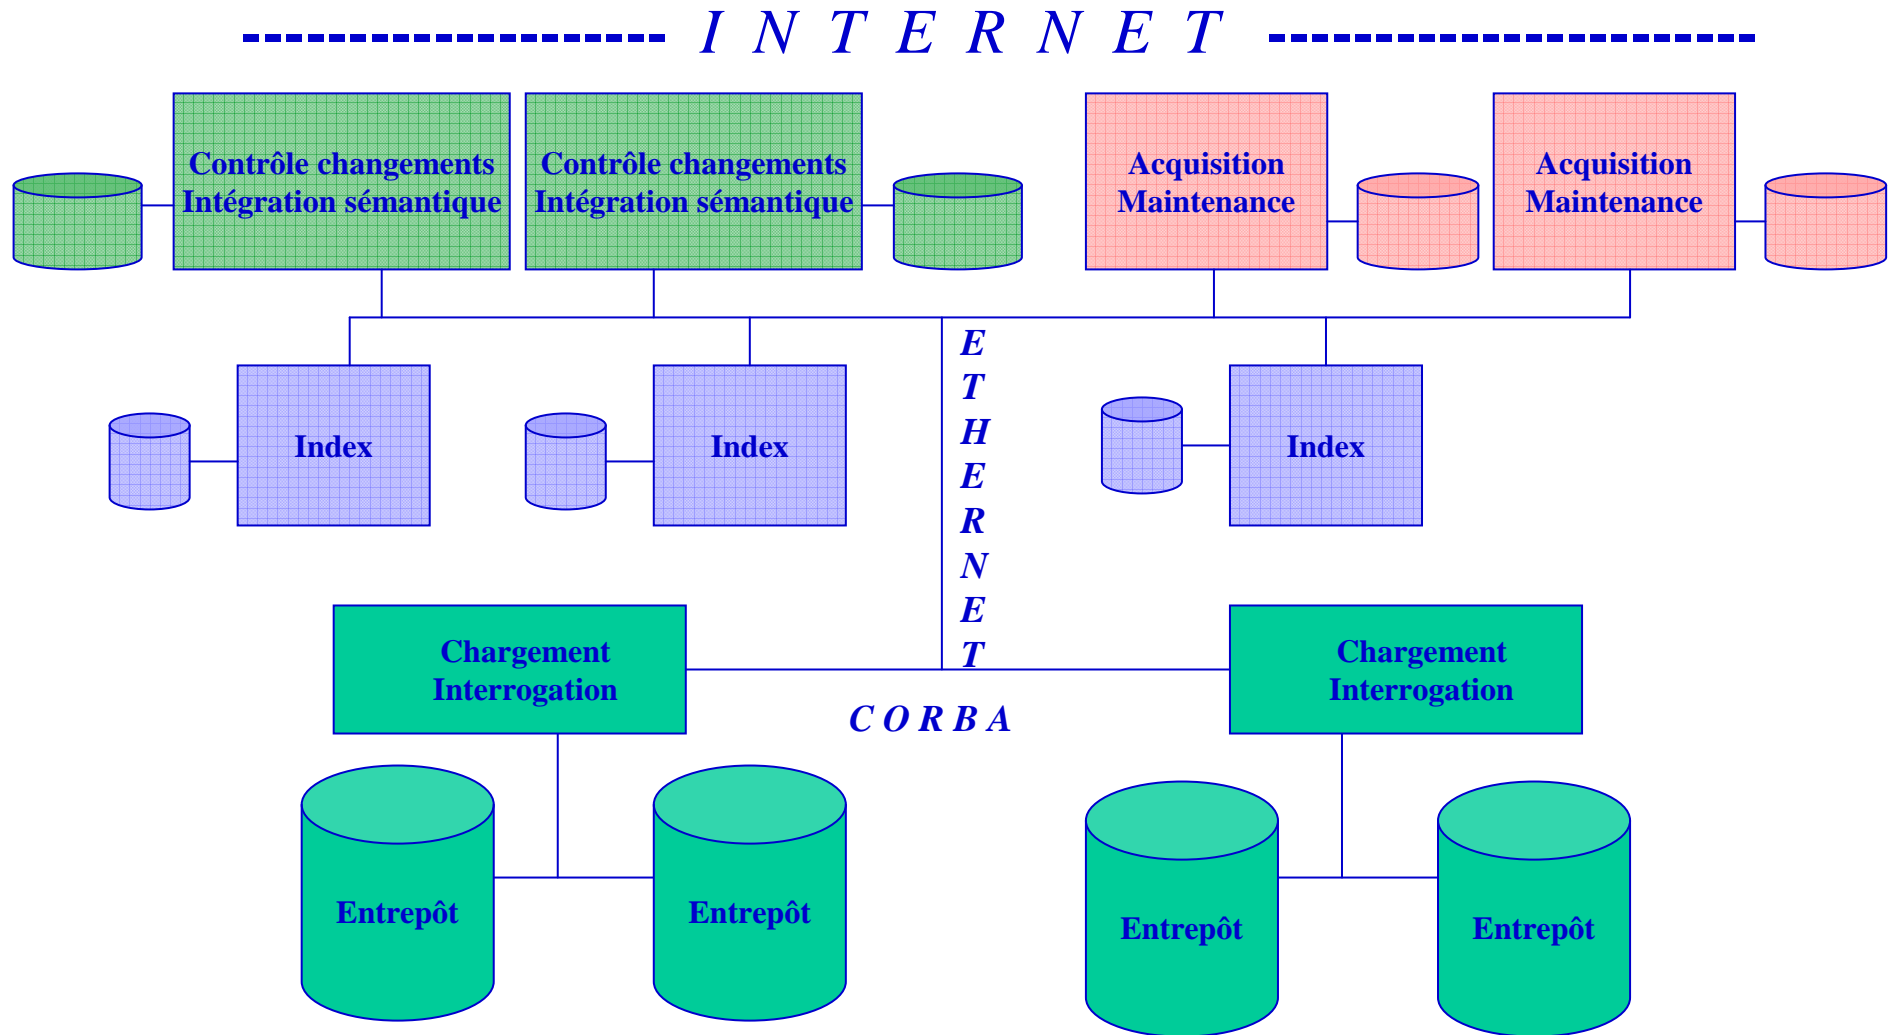 I N T E R N E T
Contrôle changements
Intégration sémantique
Contrôle changements
Intégration sémantique
Acquisition
Maintenance
Acquisition
Maintenance
E
T
H
E
R
N
E
T
Index
Index
Index
Chargement
Interrogation
Chargement
Interrogation
C O R B A
Entrepôt
Entrepôt
Entrepôt
Entrepôt